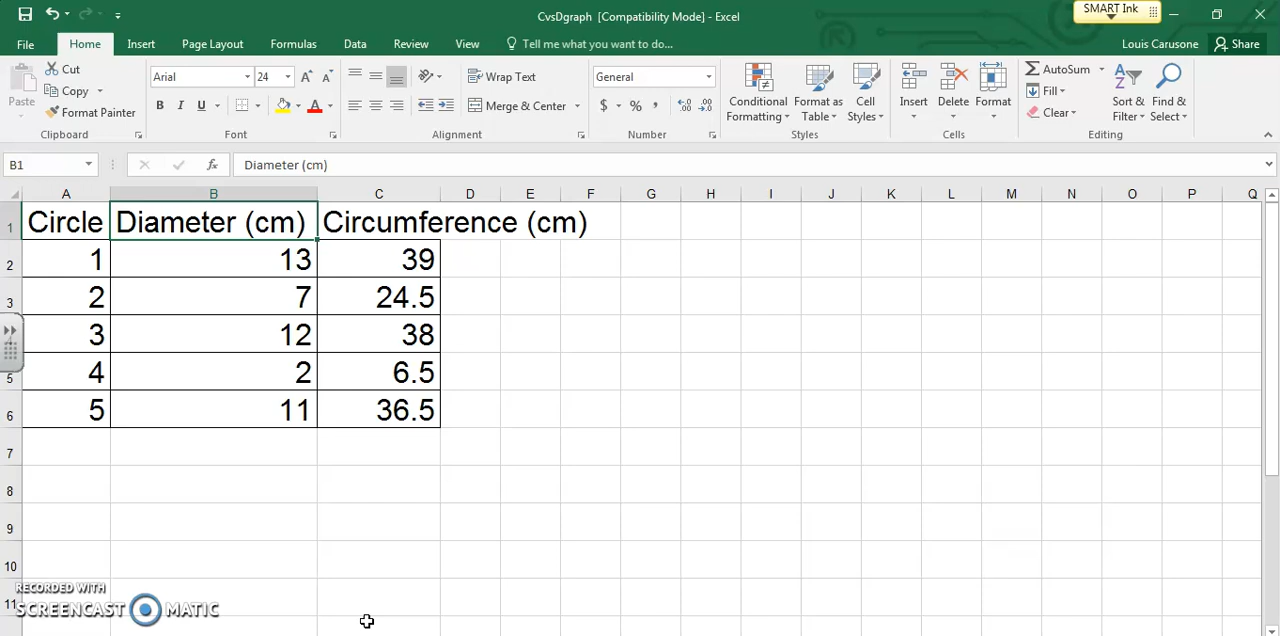 CvsDgraph [Compatibility Mode] - Excel
SMART Ink
File Home Insert Page Layout Formulas Data Review View Tell me what you want to do... Louis Carusone Share
Paste Cut Copy Format Painter
Arial 24
B I U A
Wrap Text
Merge & Center
General
$ % ,
Conditional Formatting Format as Table Cell Styles
Insert Delete Format
AutoSum
Fill
Clear
Sort & Filter Find & Select
Clipboard Font Alignment Number Styles Cells Editing
B1 fx Diameter (cm)
A B C D E F G H I J K L M N O P Q
1 Circle Diameter (cm) Circumference (cm)
2 1 13 39
3 2 7 24.5
3 12 38
5 4 2 6.5
6 5 11 36.5
7
8
9
10
11
RECORDED WITH
SCREENCAST MATIC